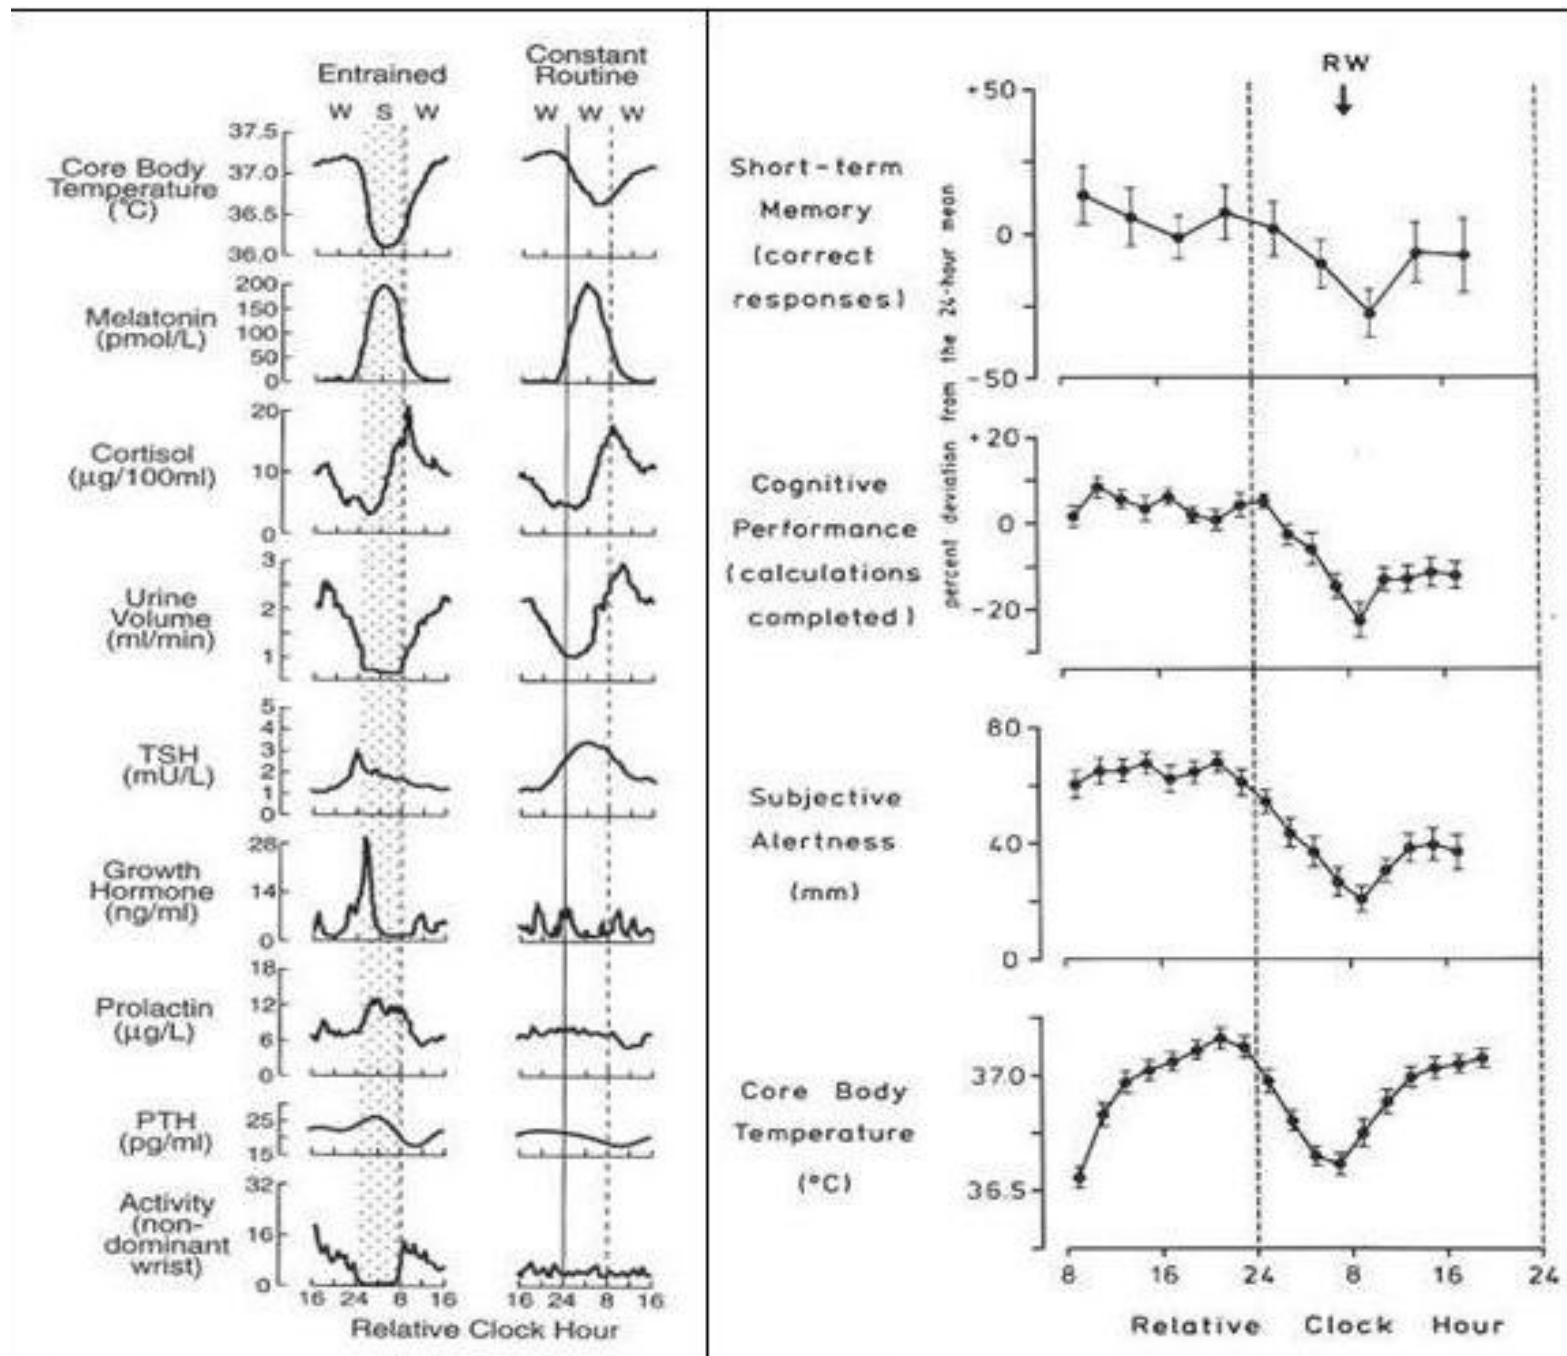 Entrained
Constant
Routine
W S W
W W W
Core Body
Temperature
(°C)
37.5
37.0
36.5
36.0
Melatonin
(pmol/L)
200
150
100
50
0
Cortisol
(µg/100ml)
20
10
0
Urine
Volume
(ml/min)
3
2
1
TSH
(mU/L)
5
4
3
2
1
0
Growth
Hormone
(ng/ml)
28
14
0
Prolactin
(µg/L)
18
12
6
0
PTH
(pg/ml)
25
15
Activity
(non-
dominant
wrist)
32
16
0
16 24 8 16
16 24 8 16
Relative Clock Hour
RW
percent deviation from the 24-hour mean
Short-term
Memory
(correct
responses)
+50
0
-50
Cognitive
Performance
(calculations
completed)
+20
0
-20
Subjective
Alertness
(mm)
80
40
0
Core Body
Temperature
(°C)
37.0
36.5
8 16 24 8 16 24
Relative Clock Hour